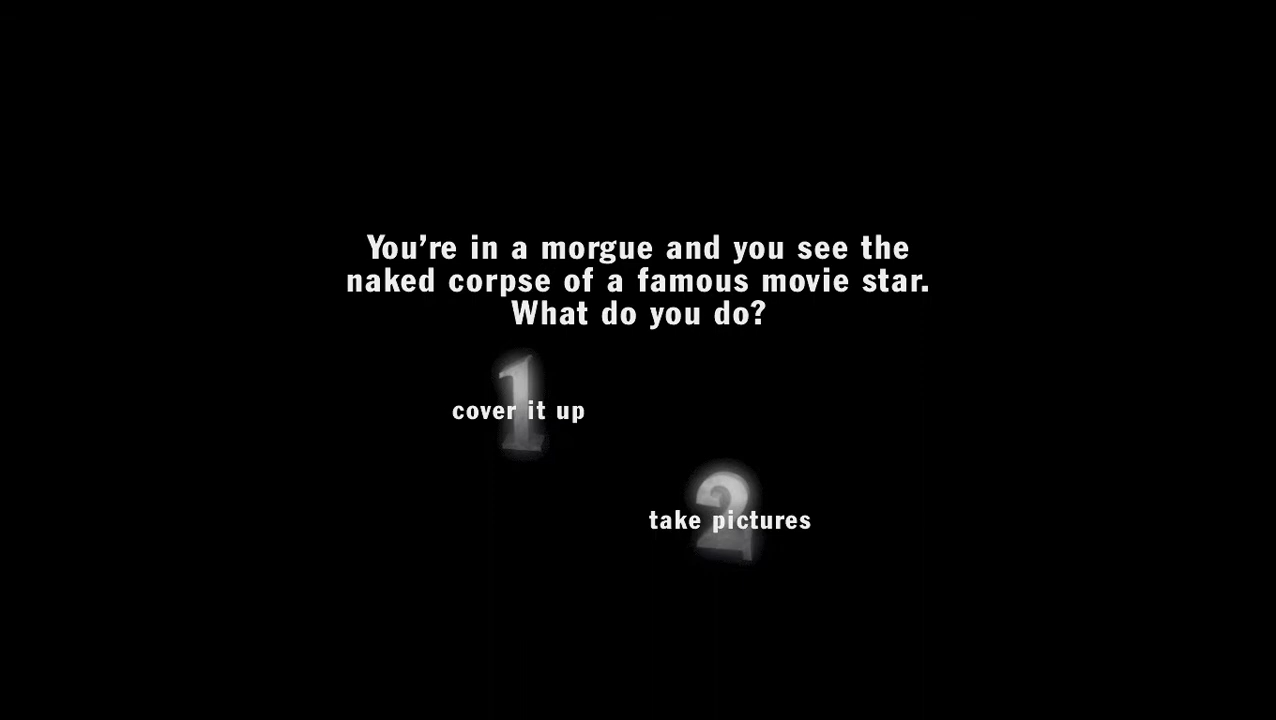 You’re in a morgue and you see the
naked corpse of a famous movie star.
What do you do?
1
cover it up
2
take pictures